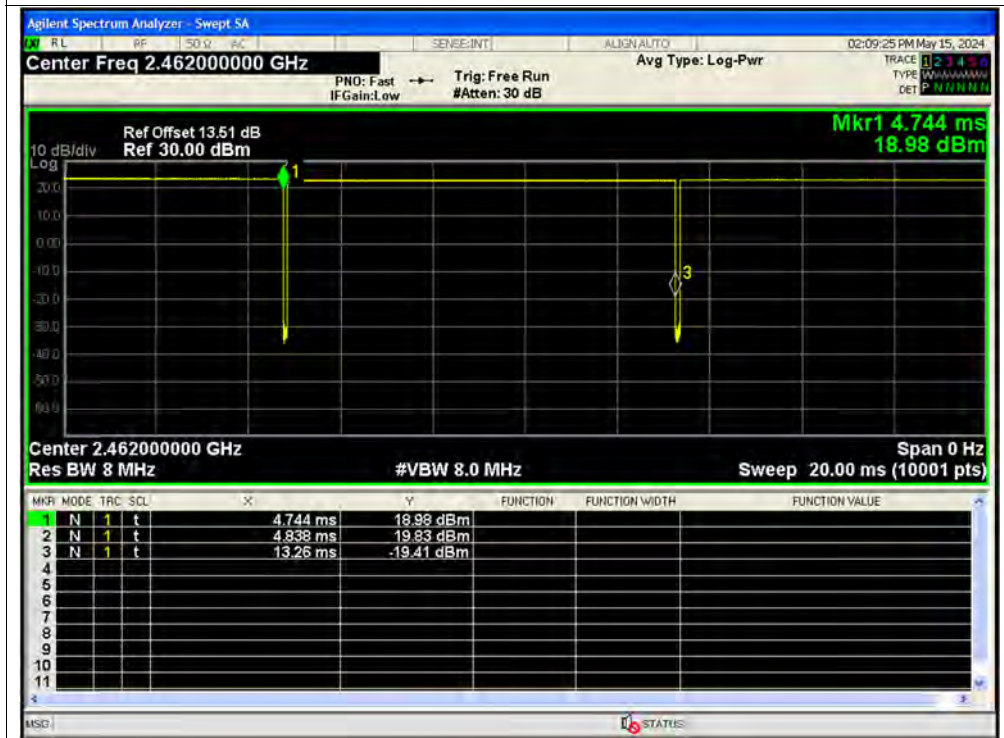 Agilent Spectrum Analyzer - Swept SA
RL RF 50 Ω AC SENSE:INT ALIGN AUTO 02:09:25 PM May 15, 2024
Center Freq 2.462000000 GHz Avg Type: Log-Pwr TRACE 1 2 3 4 5 6
PNO: Fast Trig: Free Run TYPE W
IFGain:Low #Atten: 30 dB DET P N N N N N
Mkr1 4.744 ms
18.98 dBm
Ref Offset 13.51 dB
10 dB/div Ref 30.00 dBm
Log
1
20.0
10.0
0.00
-10.0
3
-20.0
-30.0
-40.0
-50.0
-60.0
Center 2.462000000 GHz Span 0 Hz
Res BW 8 MHz #VBW 8.0 MHz Sweep 20.00 ms (10001 pts)
MKR MODE TRC SCL X Y FUNCTION FUNCTION WIDTH FUNCTION VALUE
1 N 1 t 4.744 ms 18.98 dBm
2 N 1 t 4.838 ms 19.83 dBm
3 N 1 t 13.26 ms -19.41 dBm
4
5
6
7
8
9
10
11
MSG STATUS